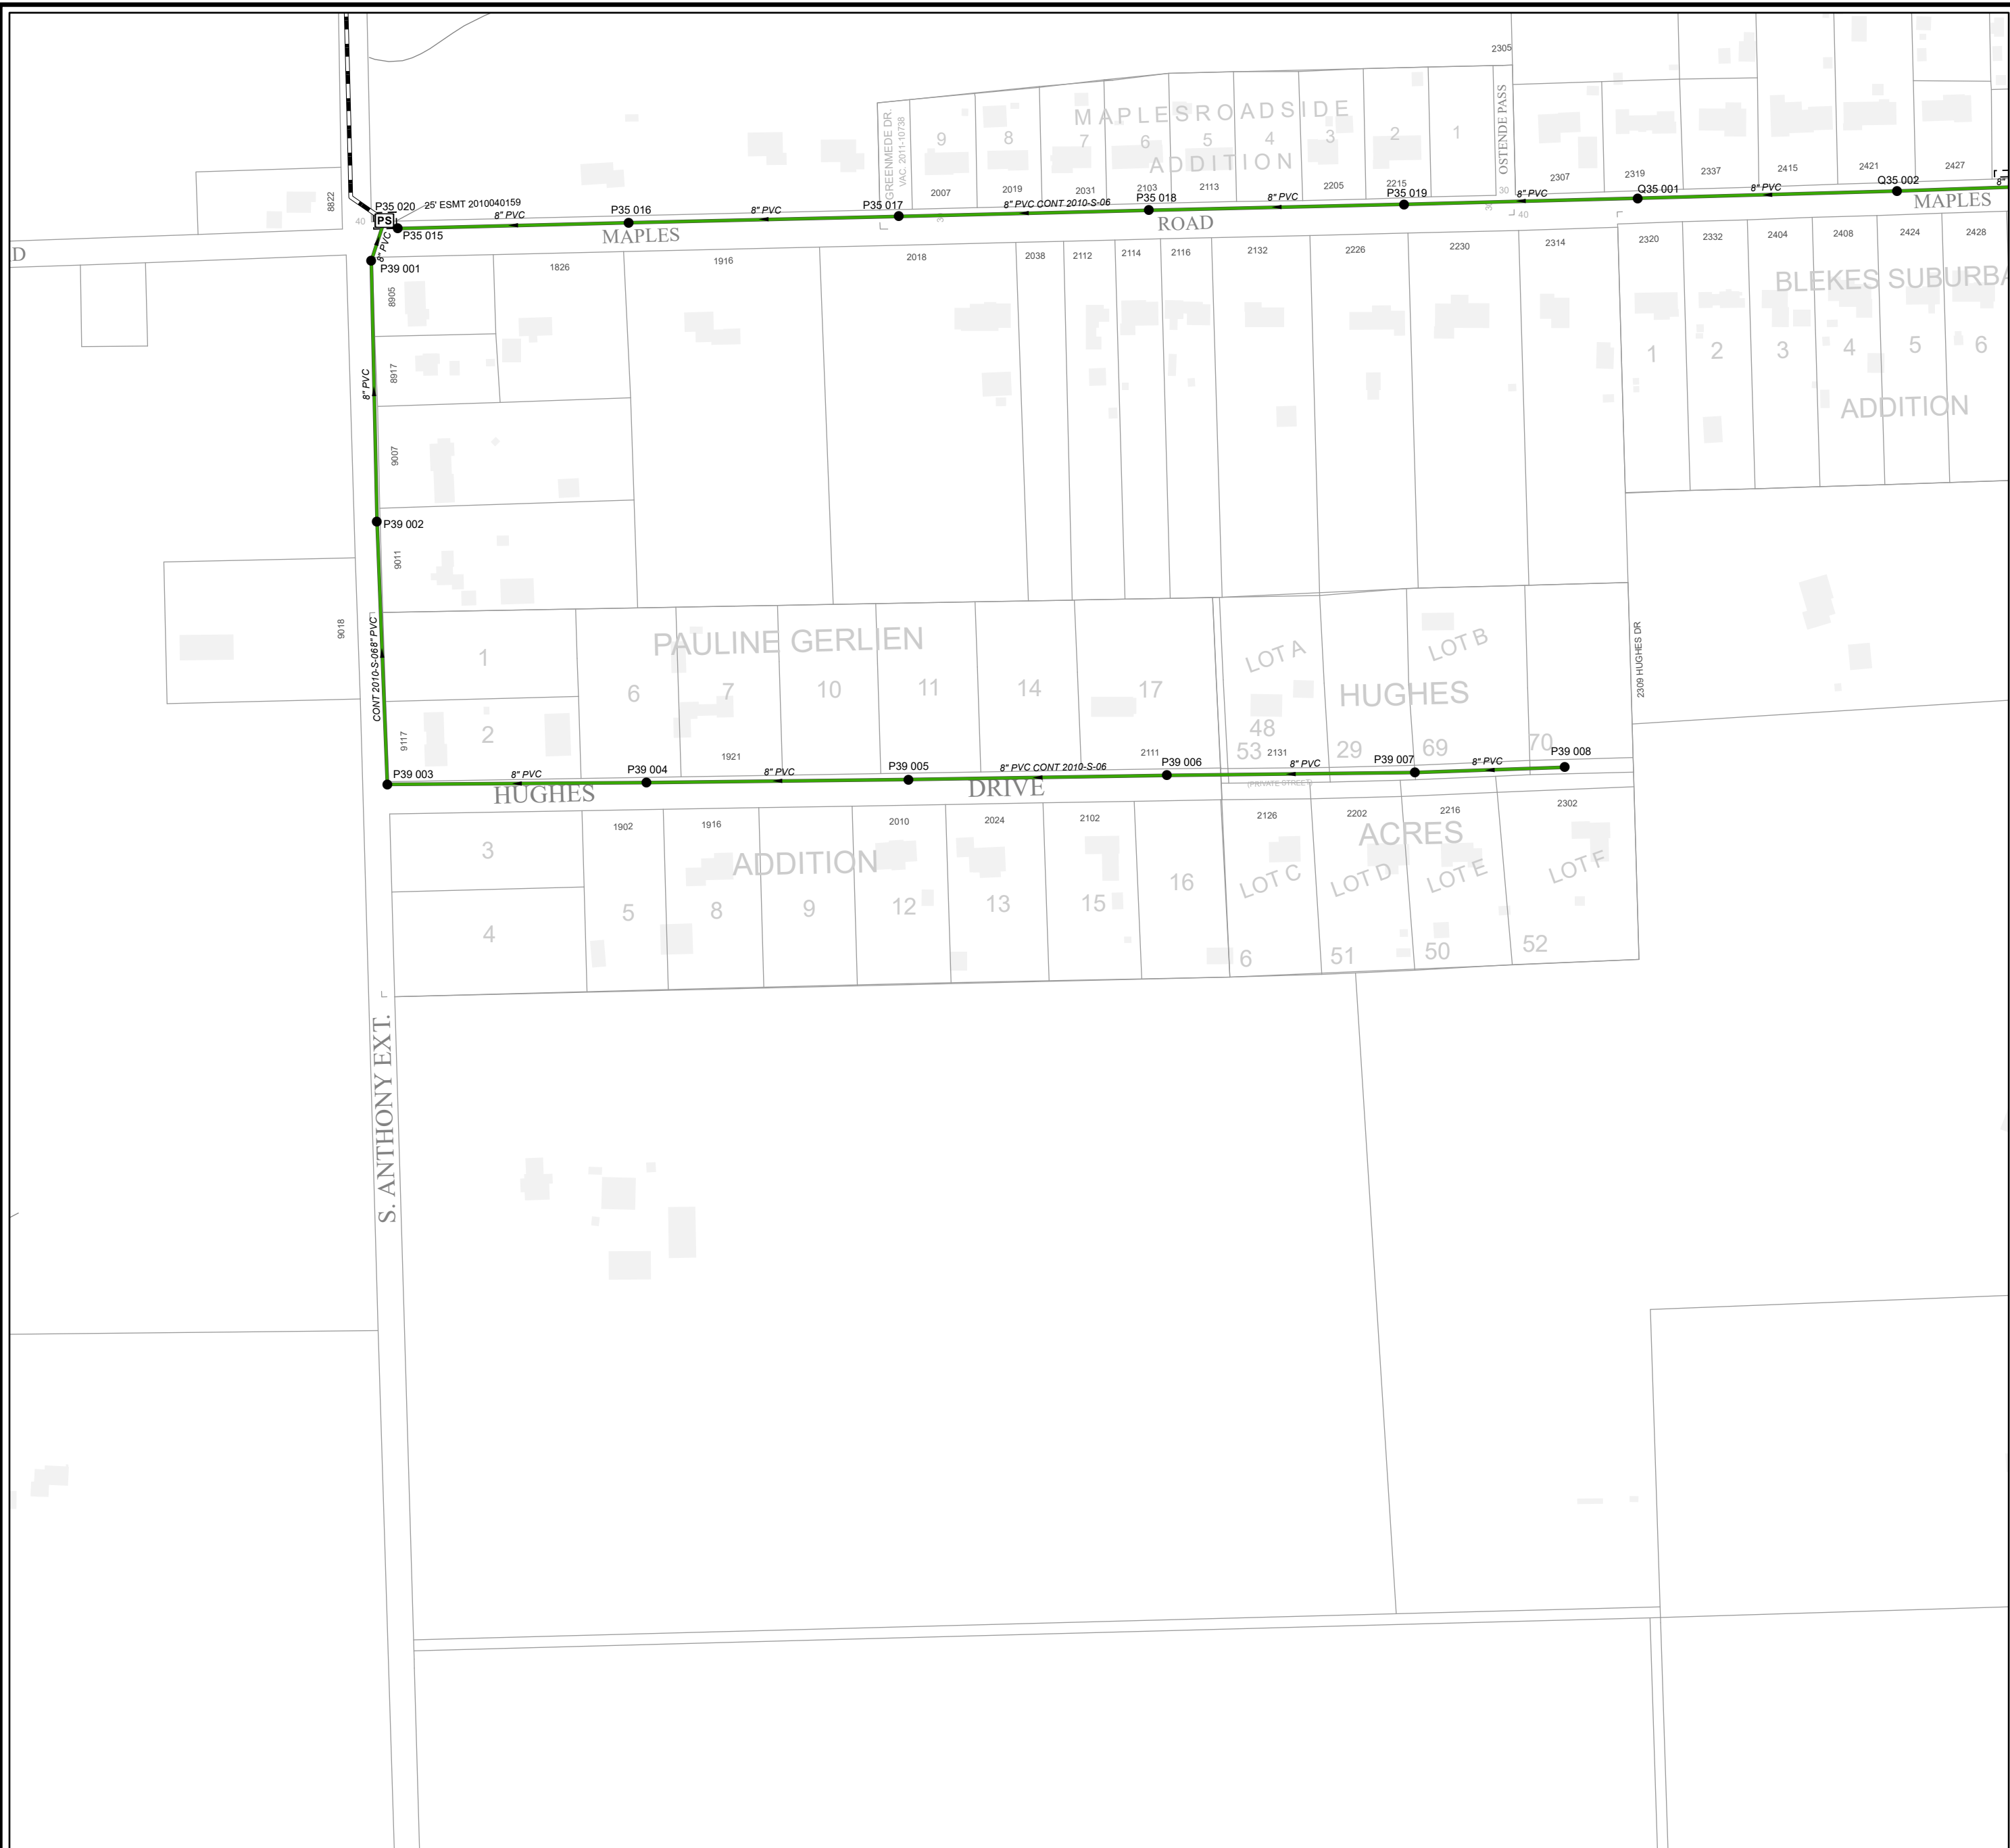 2305
MAPLESROADSIDE
ADDITION
GREENMEDE DR.
VAC. 2011-10738
9
8
7
6
5
4
3
2
1
OSTENDE PASS
2007
2019
2031
2103
2113
2205
2215
30
2307
2319
2337
2415
2421
2427
8822
40
P35 020
25' ESMT 2010040159
PS
P35 015
8" PVC
P35 016
8" PVC
P35 017
8" PVC CONT 2010-S-06
P35 018
8" PVC
P35 019
8" PVC
40
Q35 001
8" PVC
Q35 002
8"
MAPLES
ROAD
MAPLES
D
8" PVC
P39 001
1826
1916
2018
2038
2112
2114
2116
2132
2226
2230
2314
2320
2332
2404
2408
2424
2428
BLEKES SUBURBA
1
2
3
4
5
6
ADDITION
8905
8917
8" PVC
9007
P39 002
9011
9018
CONT 2010-S-06 8" PVC
9117
PAULINE GERLIEN
1
2
6
7
10
11
14
17
LOT A
LOT B
HUGHES
48
53
29
69
70
2309 HUGHES DR
1921
2111
2131
P39 003
8" PVC
P39 004
8" PVC
P39 005
8" PVC CONT 2010-S-06
P39 006
8" PVC
P39 007
8" PVC
P39 008
HUGHES
DRIVE
(PRIVATE STREET)
1902
1916
2010
2024
2102
2126
2202
2216
2302
ADDITION
ACRES
3
4
5
8
9
12
13
15
16
LOT C
LOT D
LOT E
LOT F
6
51
50
52
S. ANTHONY EXT.